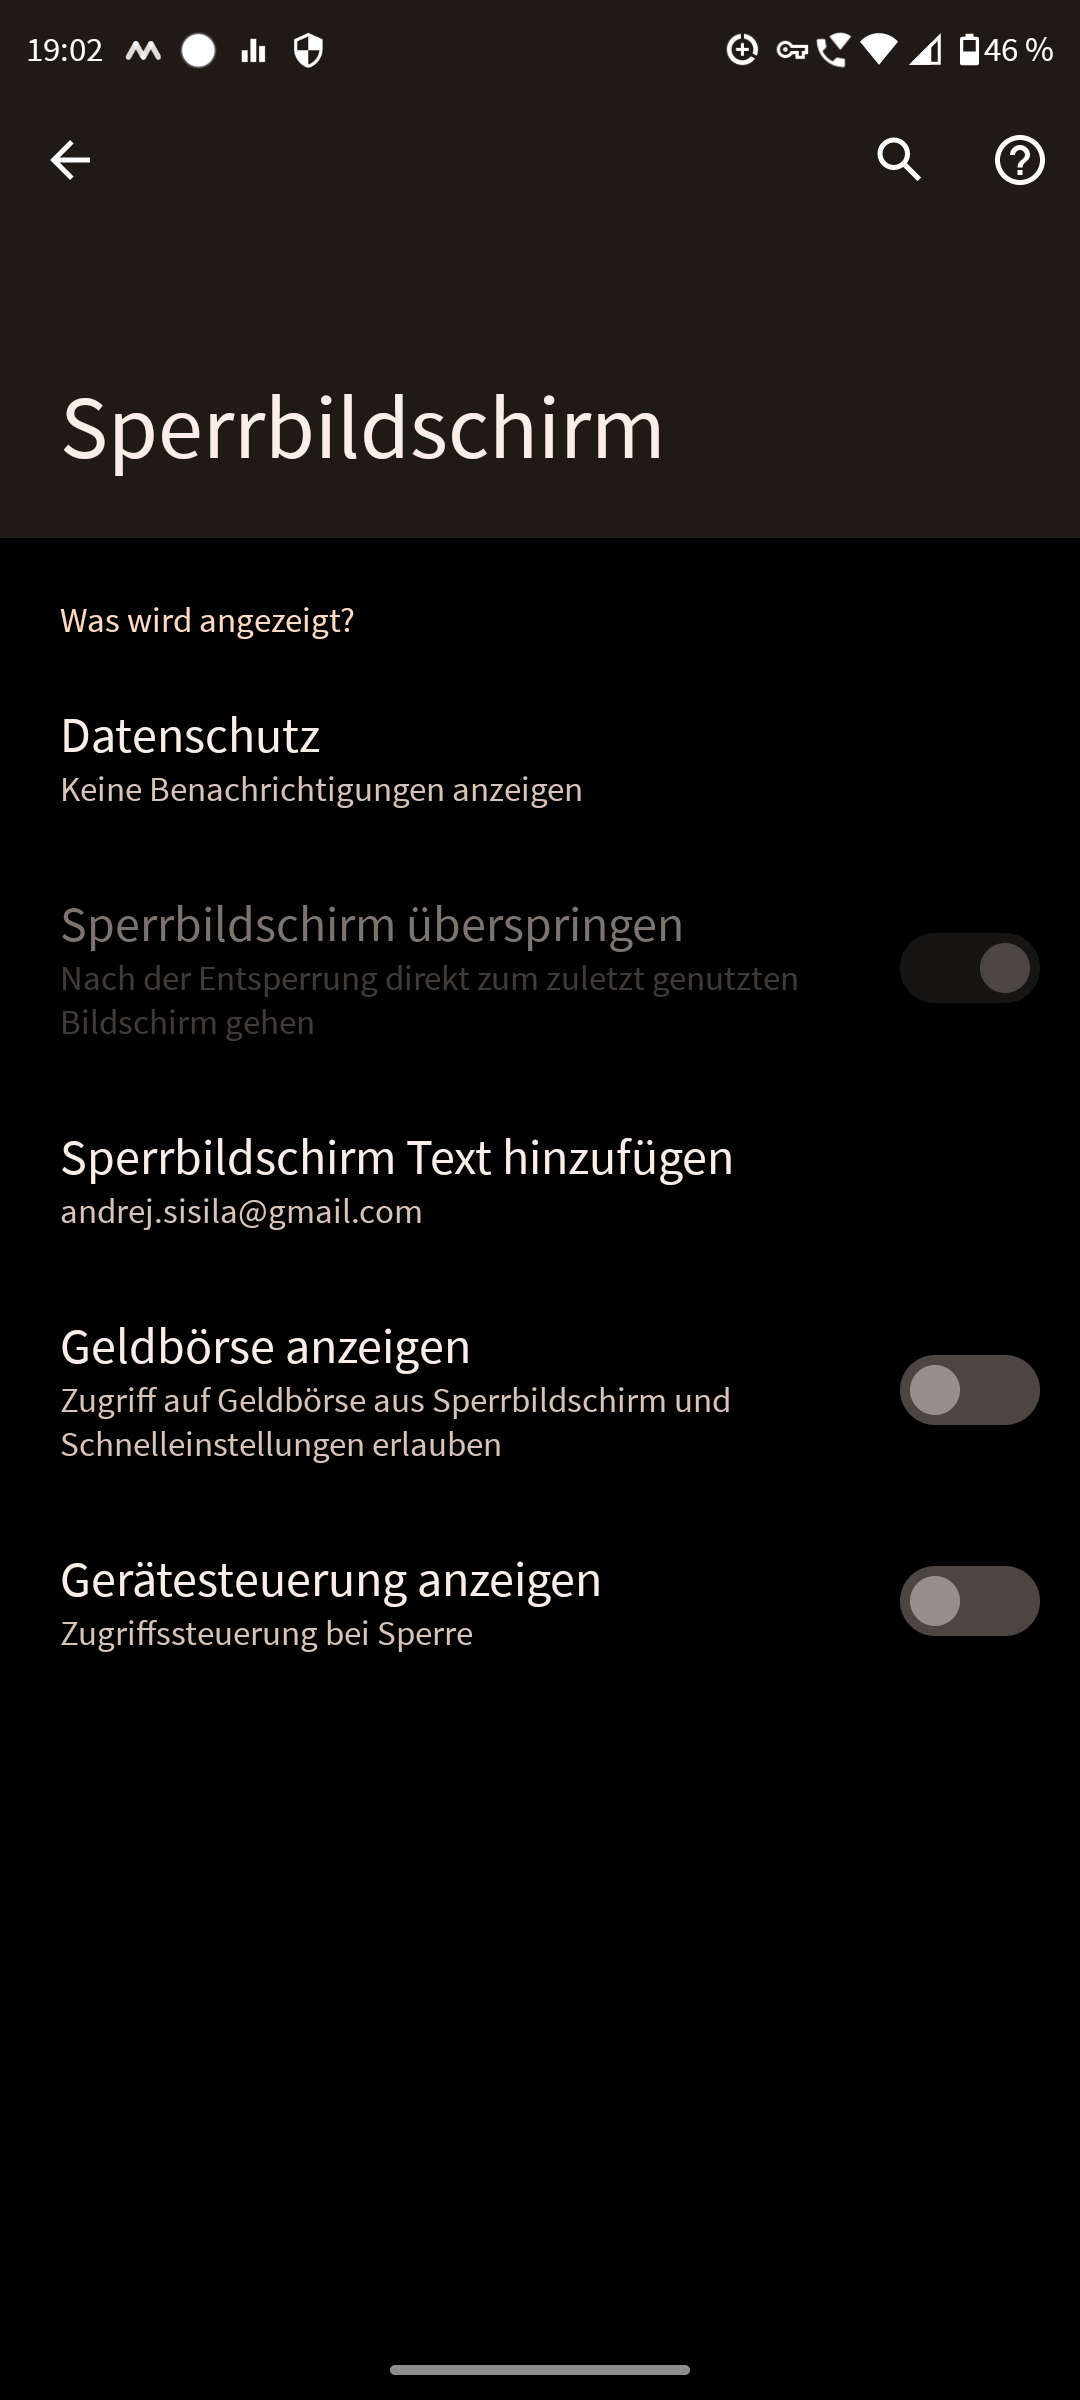 19:02
46 %
Sperrbildschirm
Was wird angezeigt?
Datenschutz
Keine Benachrichtigungen anzeigen
Sperrbildschirm überspringen
Nach der Entsperrung direkt zum zuletzt genutzten
Bildschirm gehen
Sperrbildschirm Text hinzufügen
andrej.sisila@gmail.com
Geldbörse anzeigen
Zugriff auf Geldbörse aus Sperrbildschirm und
Schnelleinstellungen erlauben
Gerätesteuerung anzeigen
Zugriffssteuerung bei Sperre